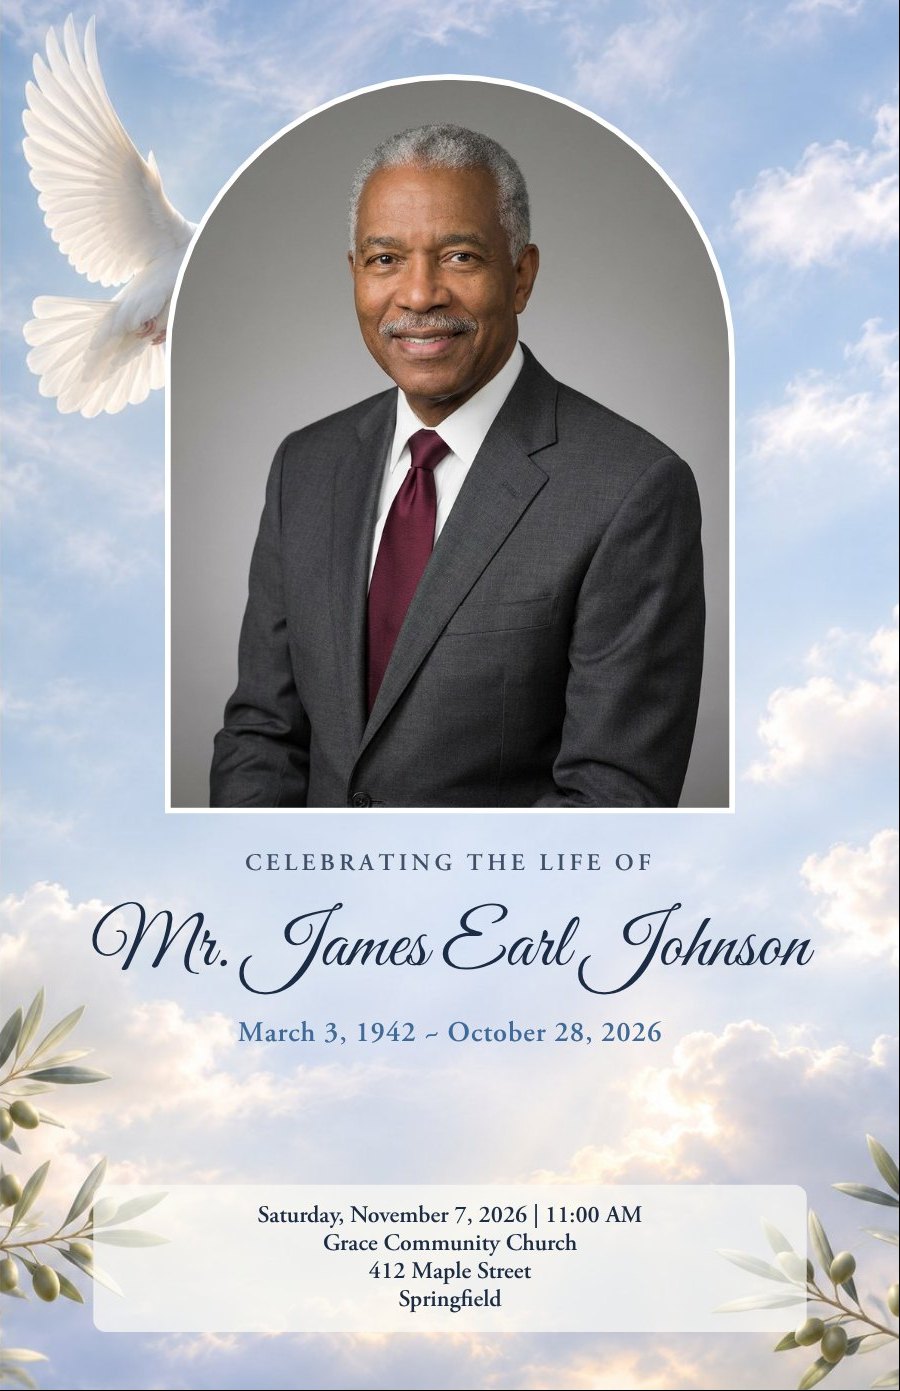 CELEBRATING THE LIFE OF
Mr. James Earl Johnson
March 3, 1942 ~ October 28, 2026
Saturday, November 7, 2026 | 11:00 AM
Grace Community Church
412 Maple Street
Springfield